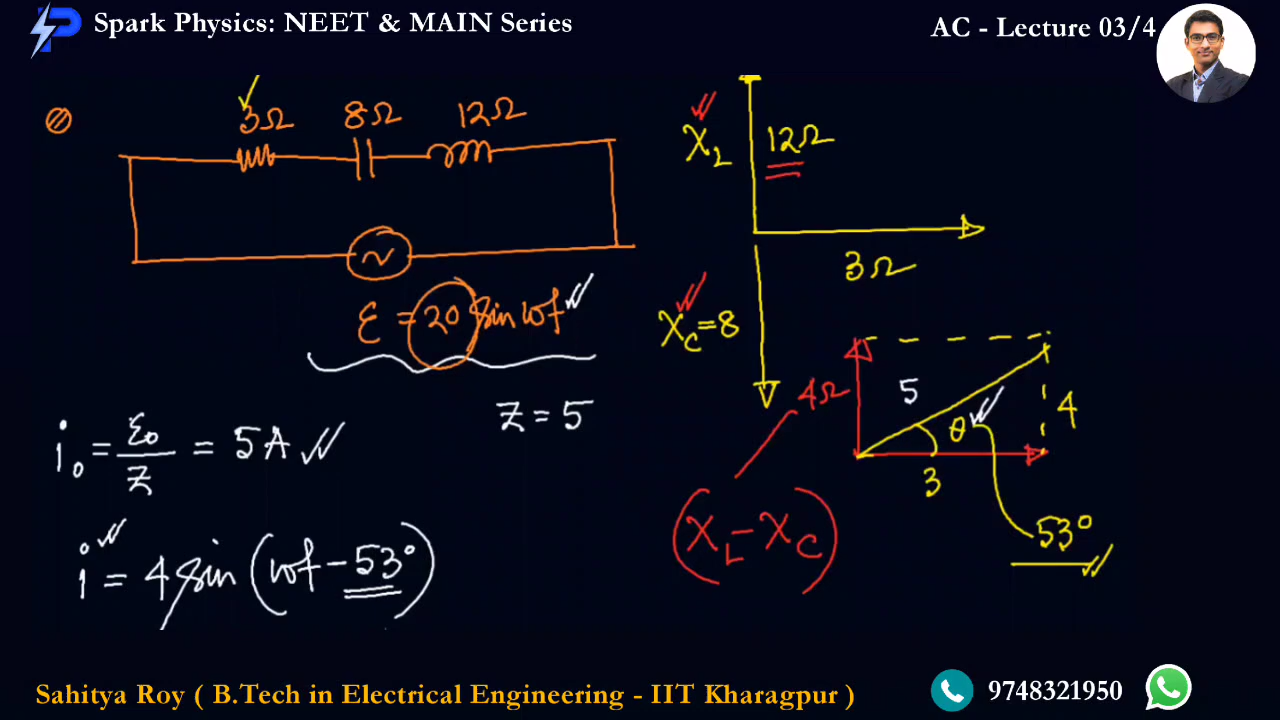 Spark Physics: NEET & MAIN Series
AC - Lecture 03/4
3Ω 8Ω 12Ω
ε = 20 sin ωt
X_L 12Ω
3Ω
X_C = 8
i₀ = ε₀/Z = 5A
Z = 5
4Ω
5
θ
4
3
53°
(X_L - X_C)
i = 4 sin (ωt - 53°)
Sahitya Roy ( B.Tech in Electrical Engineering - IIT Kharagpur )
9748321950